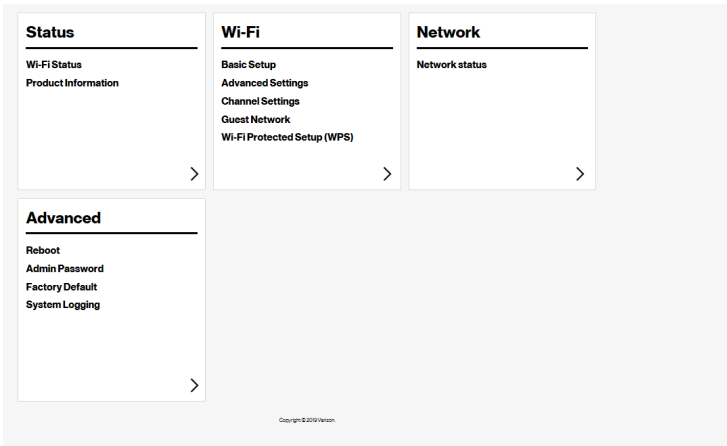 Status
Wi-Fi Status
Product Information
Wi-Fi
Basic Setup
Advanced Settings
Channel Settings
Guest Network
Wi-Fi Protected Setup (WPS)
Network
Network status
Advanced
Reboot
Admin Password
Factory Default
System Logging
Copyright © 2019 Verizon